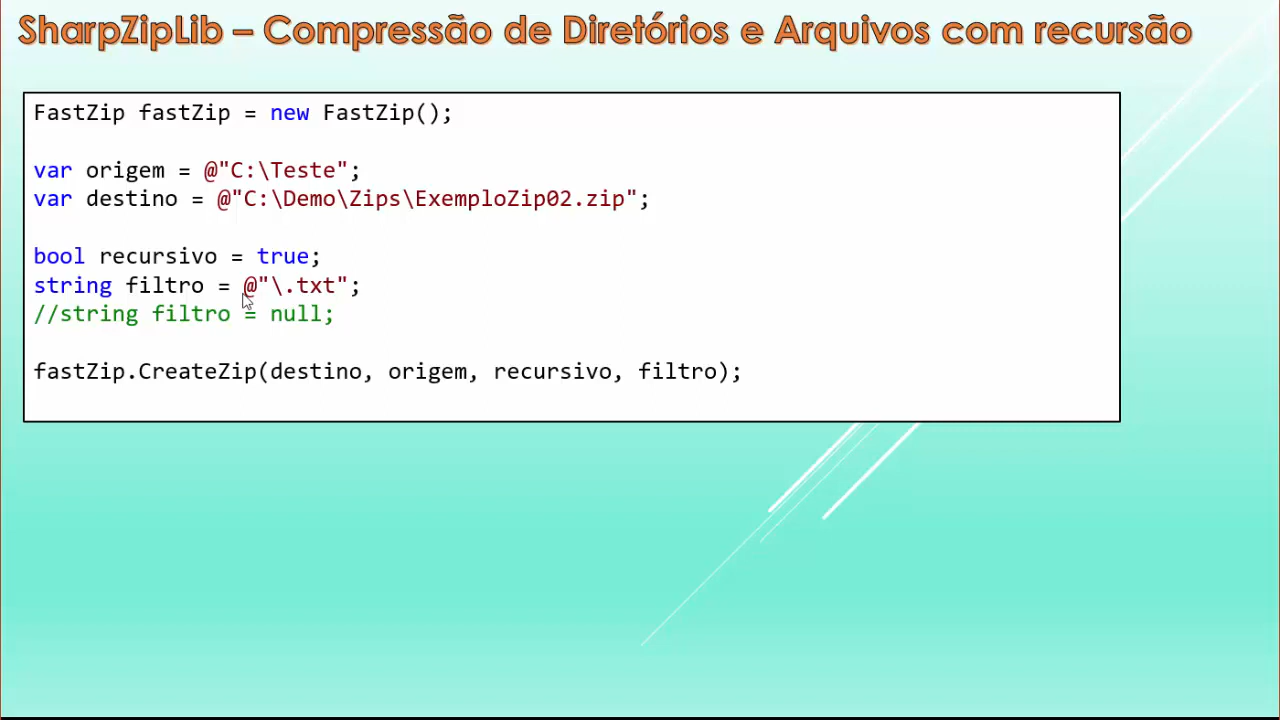 SharpZipLib – Compressão de Diretórios e Arquivos com recursão
FastZip fastZip = new FastZip();
var origem = @"C:\Teste";
var destino = @"C:\Demo\Zips\ExemploZip02.zip";
bool recursivo = true;
string filtro = @"\.txt";
//string filtro = null;
fastZip.CreateZip(destino, origem, recursivo, filtro);